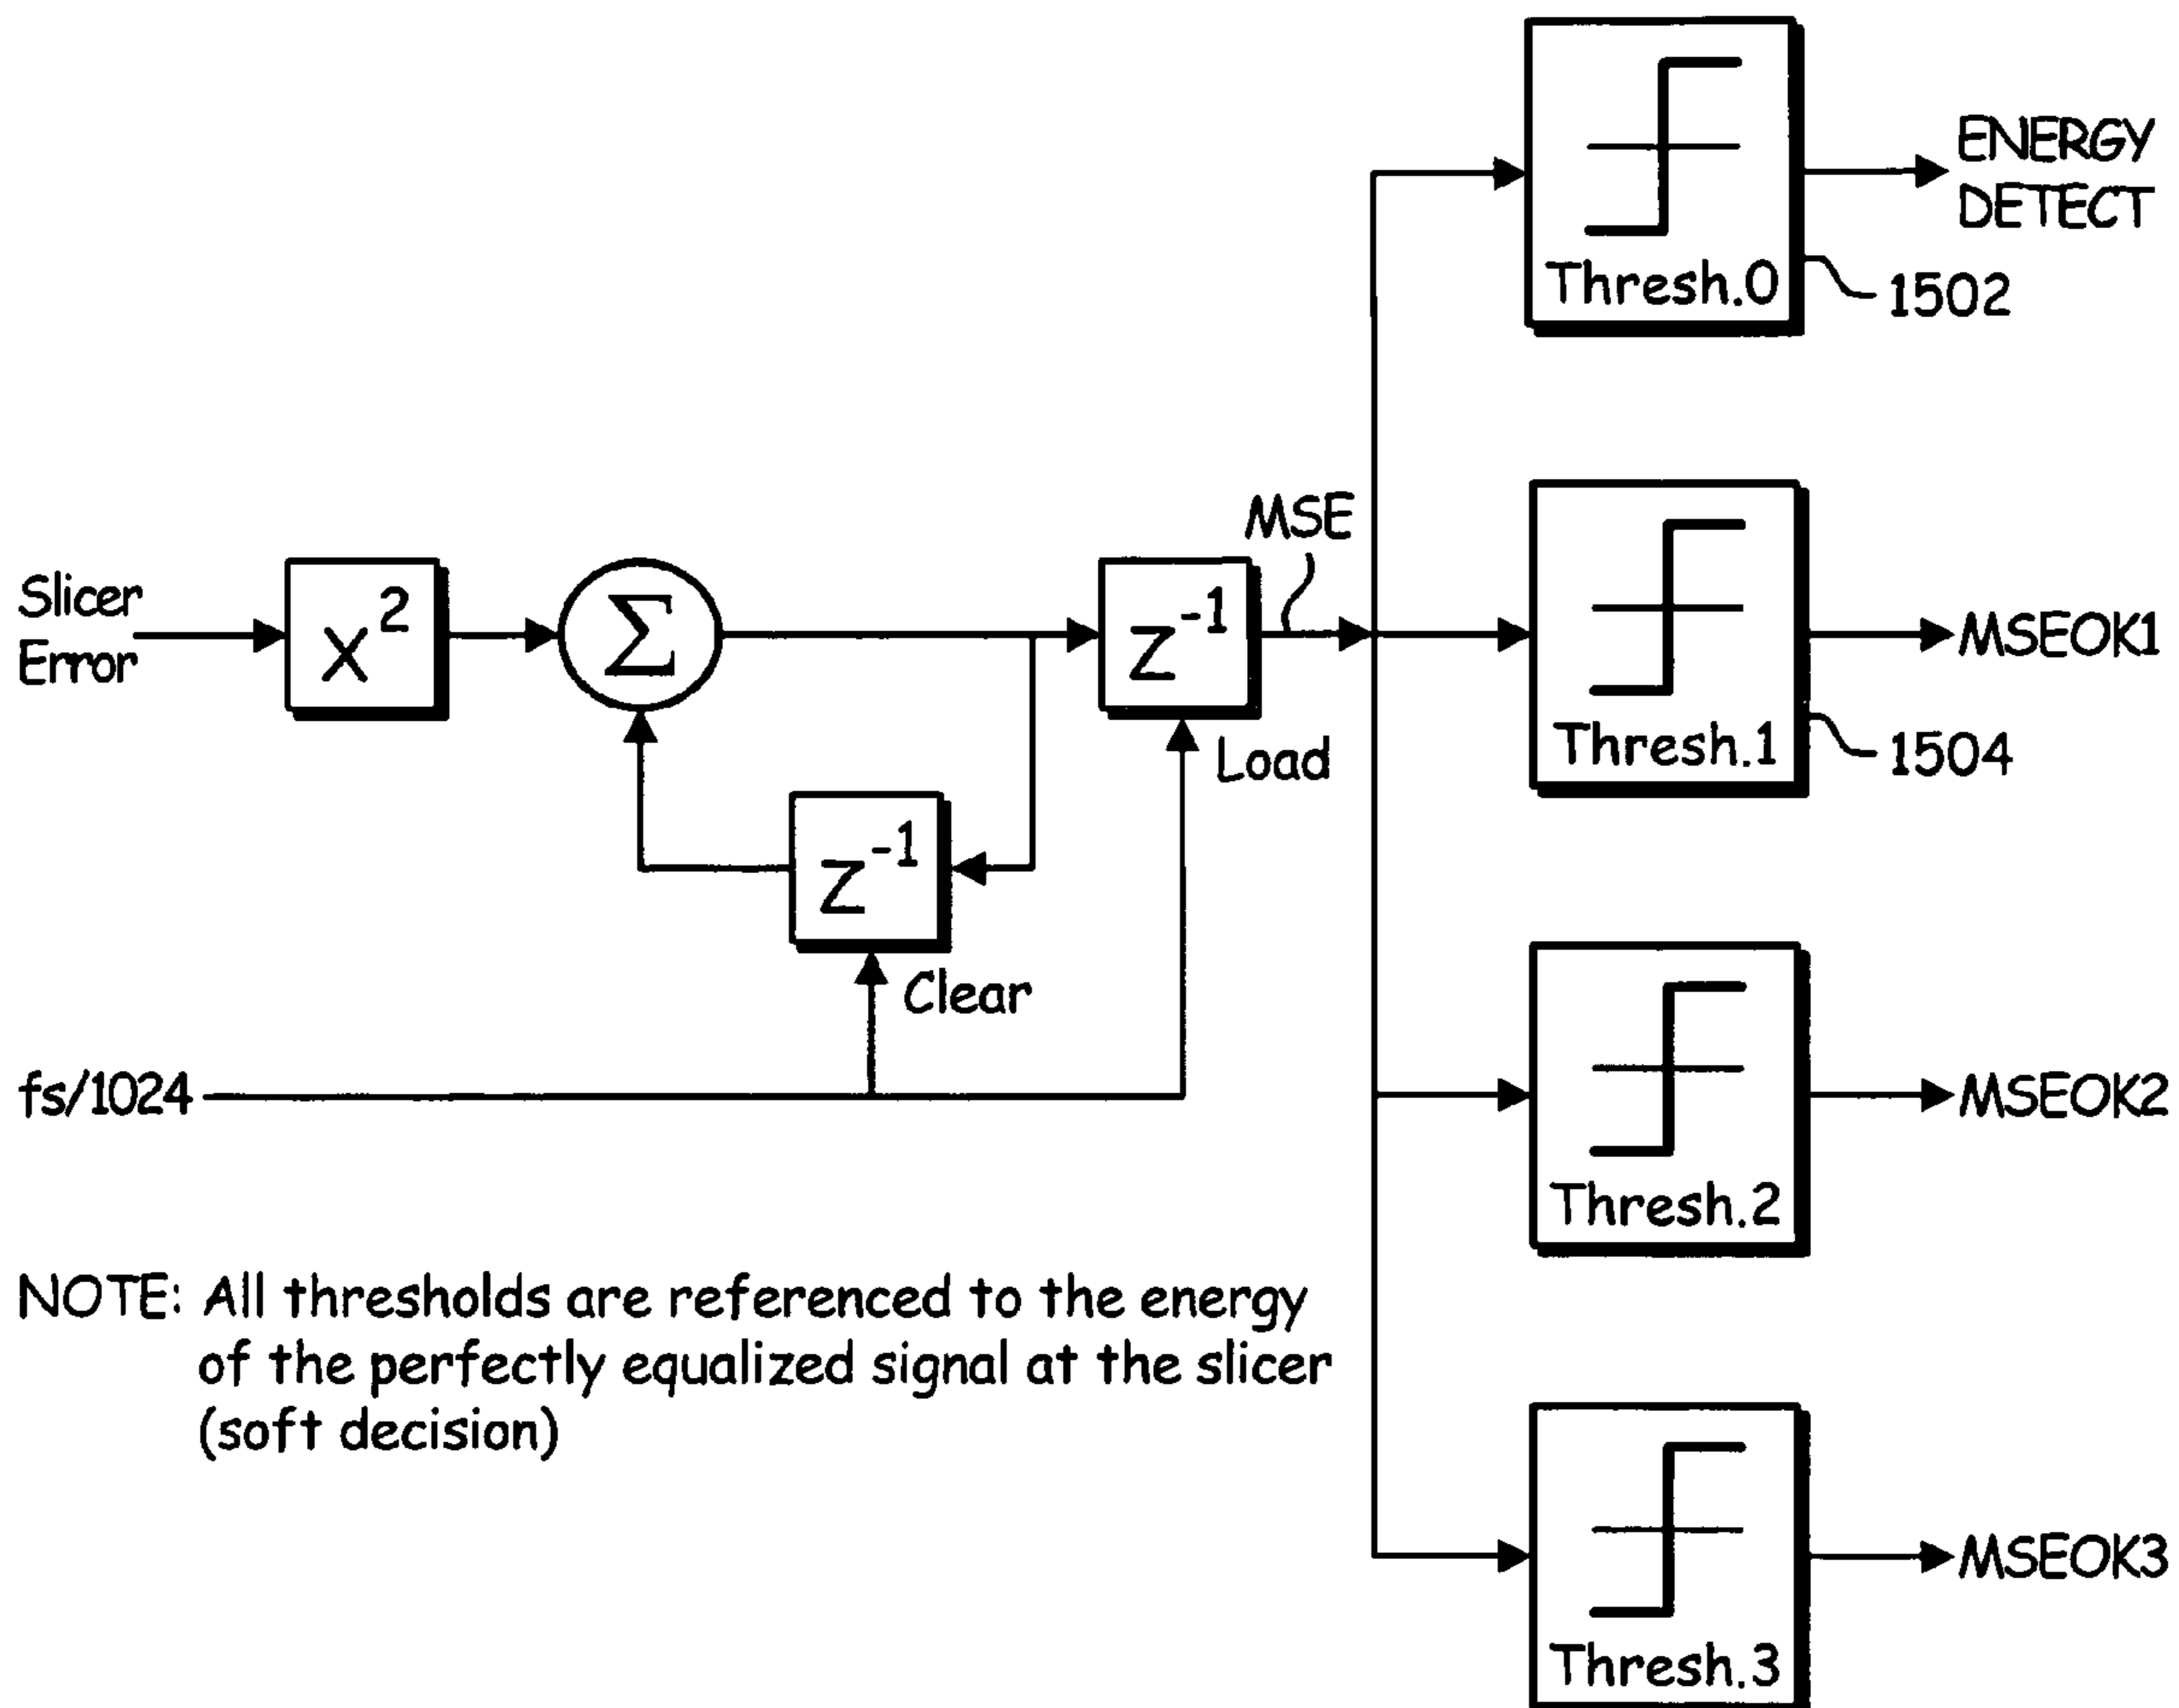 Thresh.0
ENERGY
DETECT
1502
Slicer
Error
x²
Σ
z⁻¹
MSE
Load
z⁻¹
Clear
fs/1024
Thresh.1
MSEOK1
1504
Thresh.2
MSEOK2
Thresh.3
MSEOK3
NOTE: All thresholds are referenced to the energy
of the perfectly equalized signal at the slicer
(soft decision)